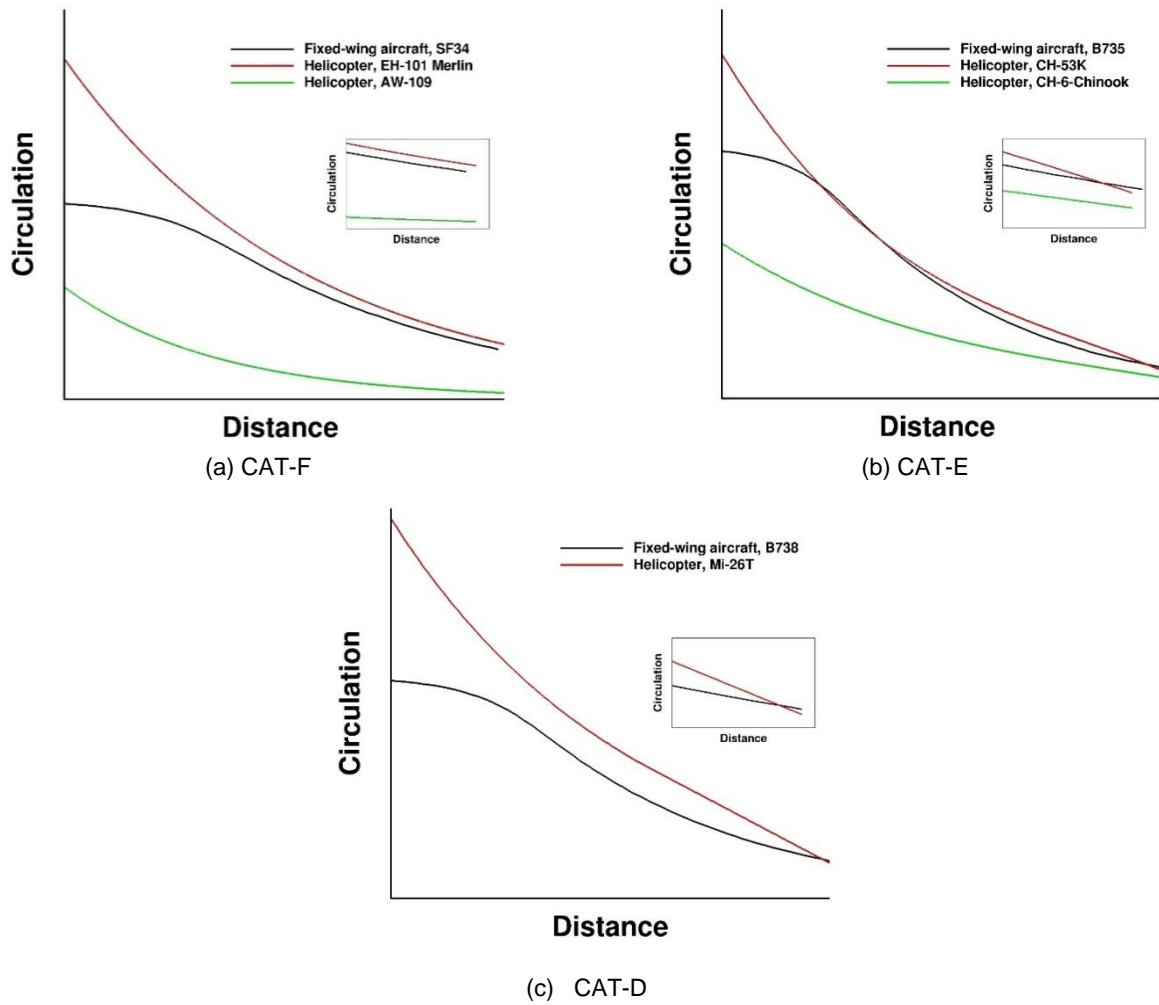 Fixed-wing aircraft, SF34
Helicopter, EH-101 Merlin
Helicopter, AW-109
Circulation
Circulation
Distance
Distance
(a) CAT-F
Fixed-wing aircraft, B735
Helicopter, CH-53K
Helicopter, CH-6-Chinook
Circulation
Circulation
Distance
Distance
(b) CAT-E
Fixed-wing aircraft, B738
Helicopter, Mi-26T
Circulation
Circulation
Distance
Distance
(c) CAT-D